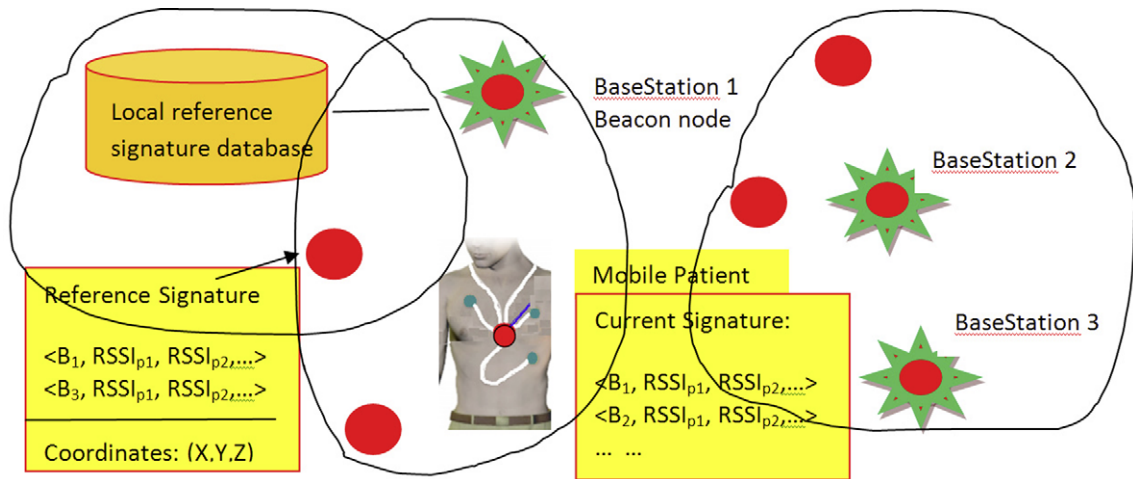 Local reference
signature database
BaseStation 1
Beacon node
BaseStation 2
BaseStation 3
Reference Signature
<B₁, RSSIₚ₁, RSSIₚ₂,...>
<B₃, RSSIₚ₁, RSSIₚ₂,...>
Coordinates: (X,Y,Z)
Mobile Patient
Current Signature:
<B₁, RSSIₚ₁, RSSIₚ₂,...>
<B₂, RSSIₚ₁, RSSIₚ₂,...>
... ...